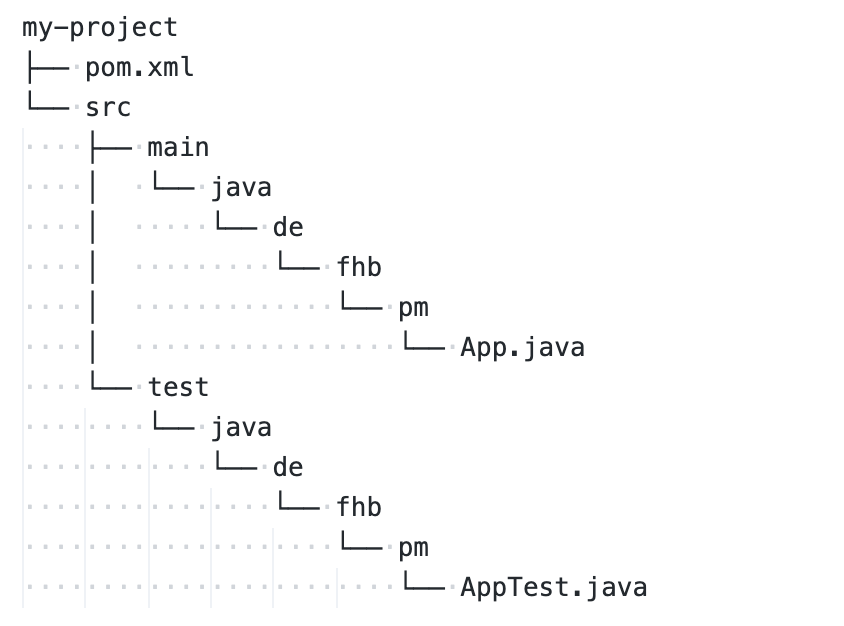 my-project
├── pom.xml
└── src
    ├── main
    │   └── java
    │       └── de
    │           └── fhb
    │               └── pm
    │                   └── App.java
    └── test
        └── java
            └── de
                └── fhb
                    └── pm
                        └── AppTest.java